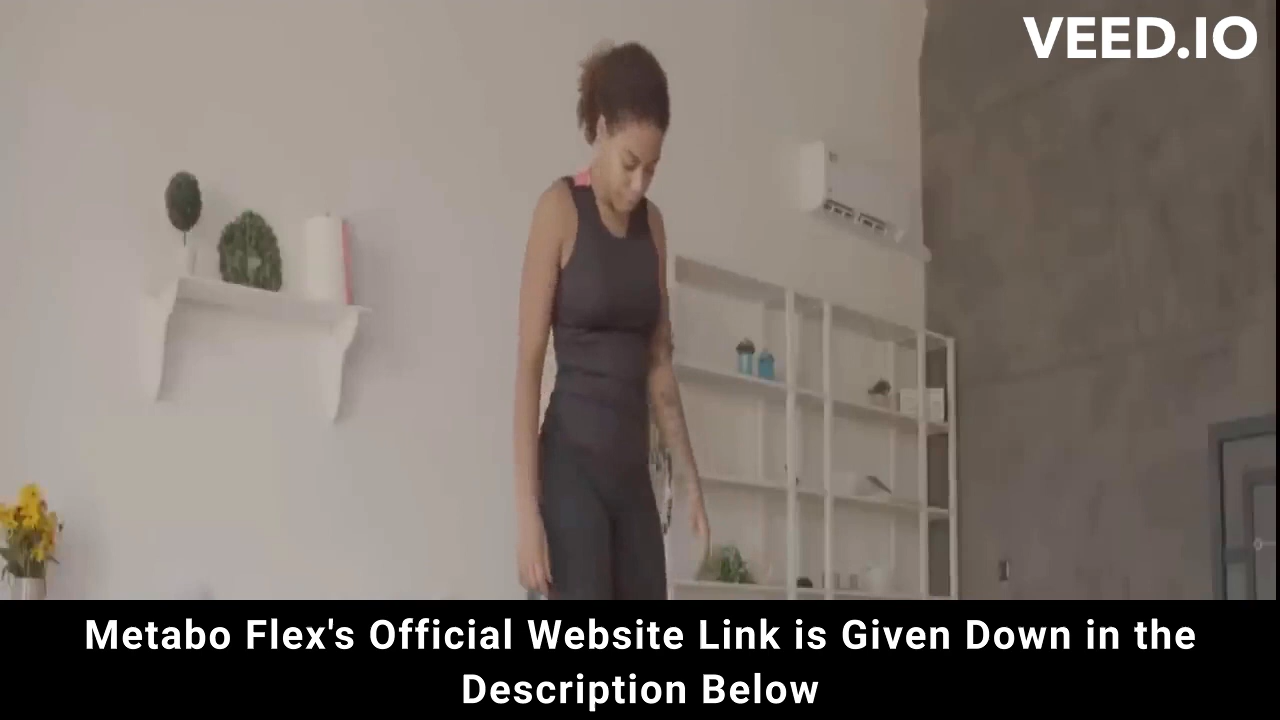 VEED.IO
Metabo Flex's Official Website Link is Given Down in the
Description Below